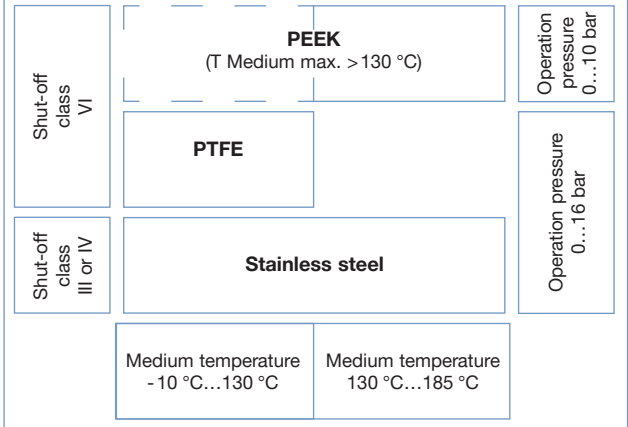 Shut-off
class
VI
PEEK
(T Medium max. >130 °C)
Operation
pressure
0…10 bar
PTFE
Operation pressure
0…16 bar
Shut-off
class
III or IV
Stainless steel
Medium temperature
-10 °C…130 °C
Medium temperature
130 °C…185 °C